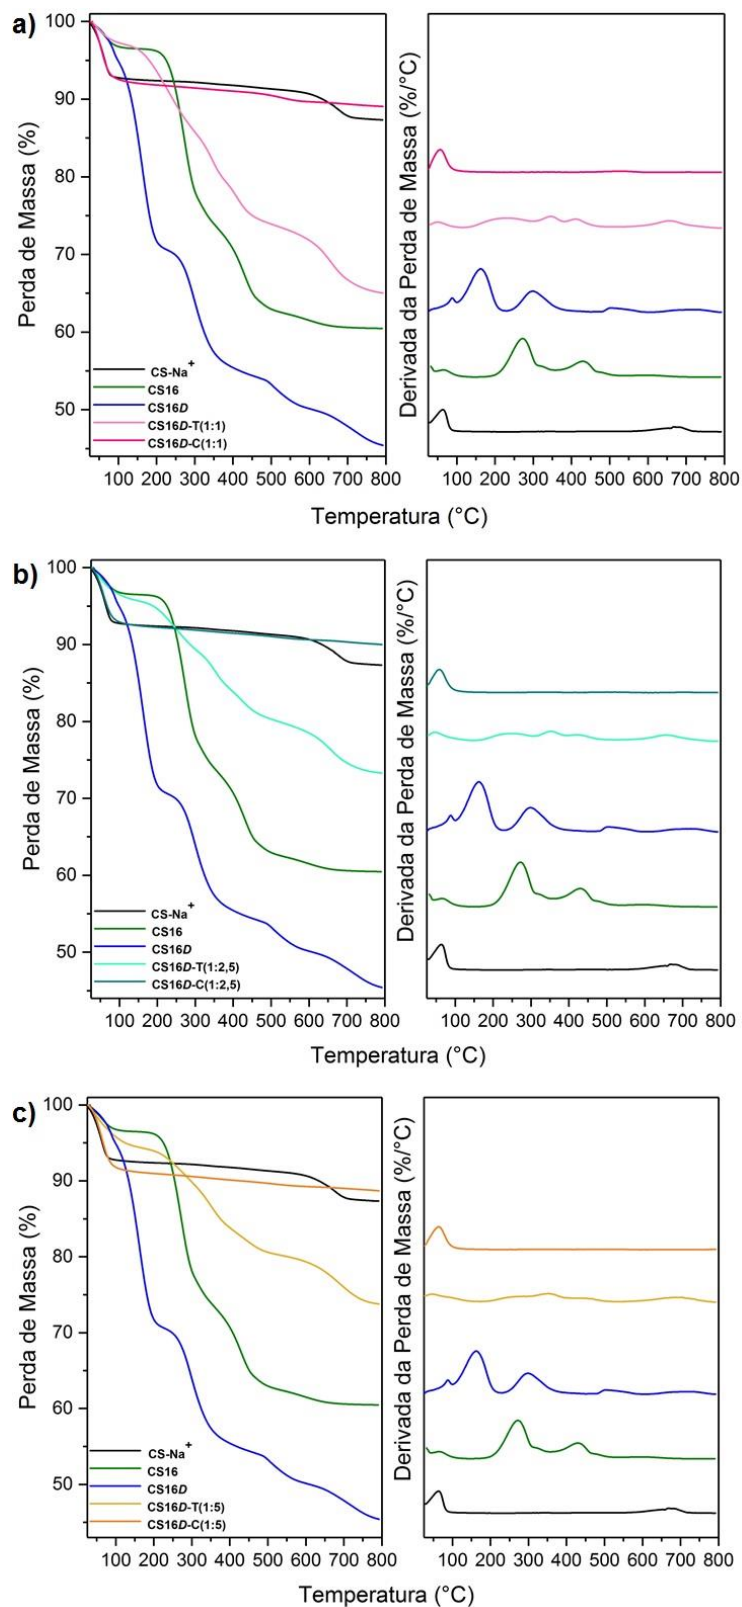 a)
Perda de Massa (%)
100
90
80
70
60
50
CS-Na+
CS16
CS16D
CS16D-T(1:1)
CS16D-C(1:1)
100 200 300 400 500 600 700 800
Derivada da Perda de Massa (%/°C)
100 200 300 400 500 600 700 800
Temperatura (°C)
b)
Perda de Massa (%)
100
90
80
70
60
50
CS-Na+
CS16
CS16D
CS16D-T(1:2,5)
CS16D-C(1:2,5)
100 200 300 400 500 600 700 800
Derivada da Perda de Massa (%/°C)
100 200 300 400 500 600 700 800
Temperatura (°C)
c)
Perda de Massa (%)
100
90
80
70
60
50
CS-Na+
CS16
CS16D
CS16D-T(1:5)
CS16D-C(1:5)
100 200 300 400 500 600 700 800
Derivada da Perda de Massa (%/°C)
100 200 300 400 500 600 700 800
Temperatura (°C)